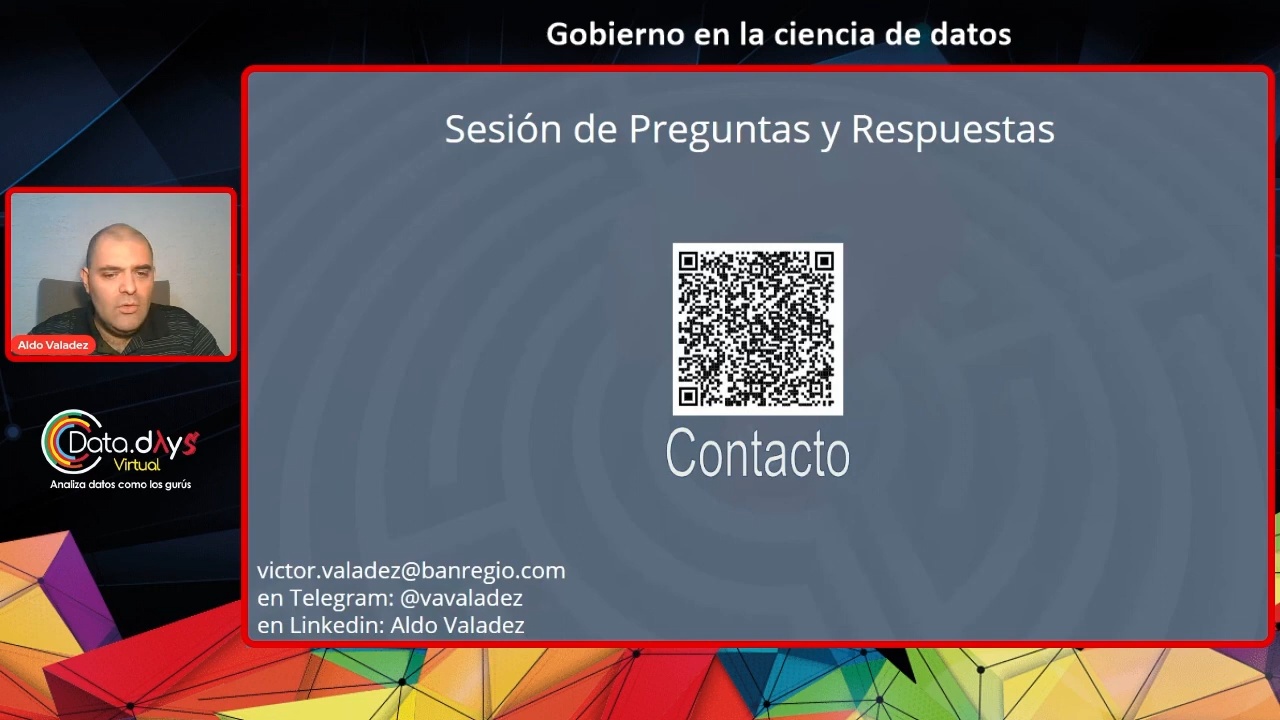 Gobierno en la ciencia de datos
Sesión de Preguntas y Respuestas
Aldo Valadez
Data.dAys
Virtual
Analiza datos como los gurús
Contacto
victor.valadez@banregio.com
en Telegram: @vavaladez
en Linkedin: Aldo Valadez